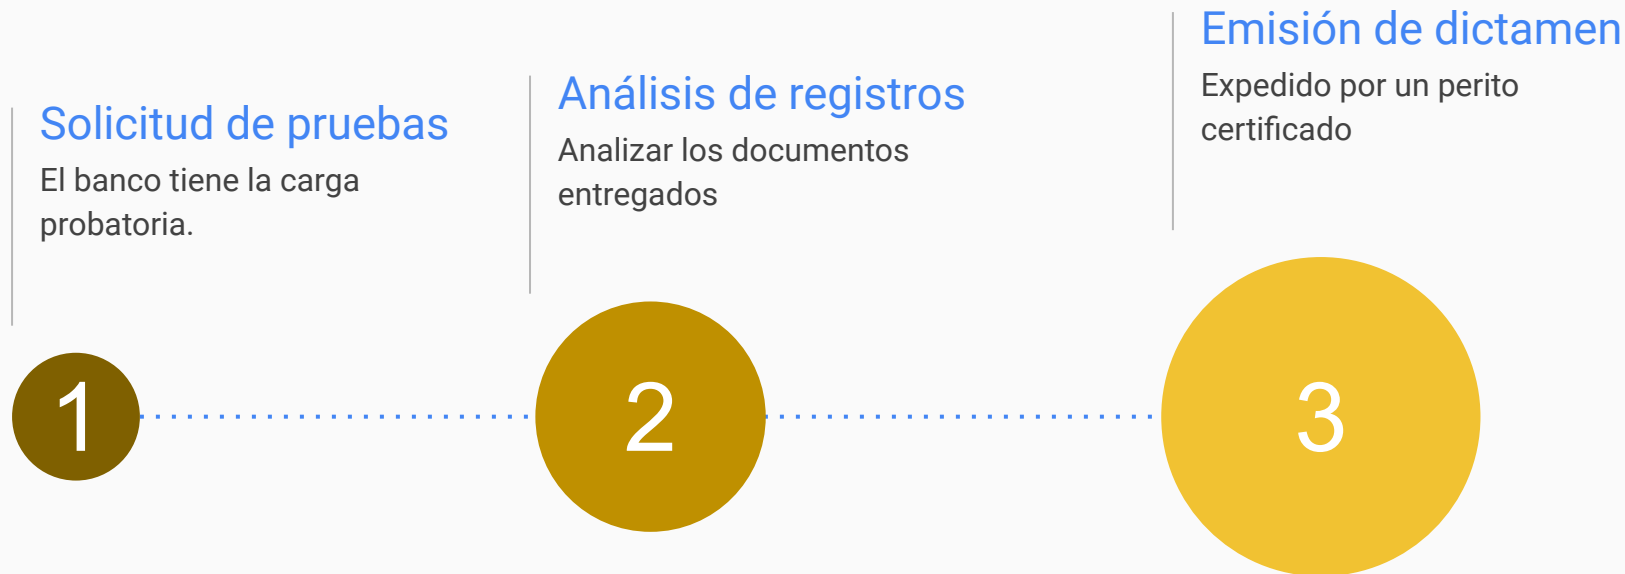 Solicitud de pruebas
El banco tiene la carga
probatoria.
1
Análisis de registros
Analizar los documentos
entregados
2
Emisión de dictamen
Expedido por un perito
certificado
3